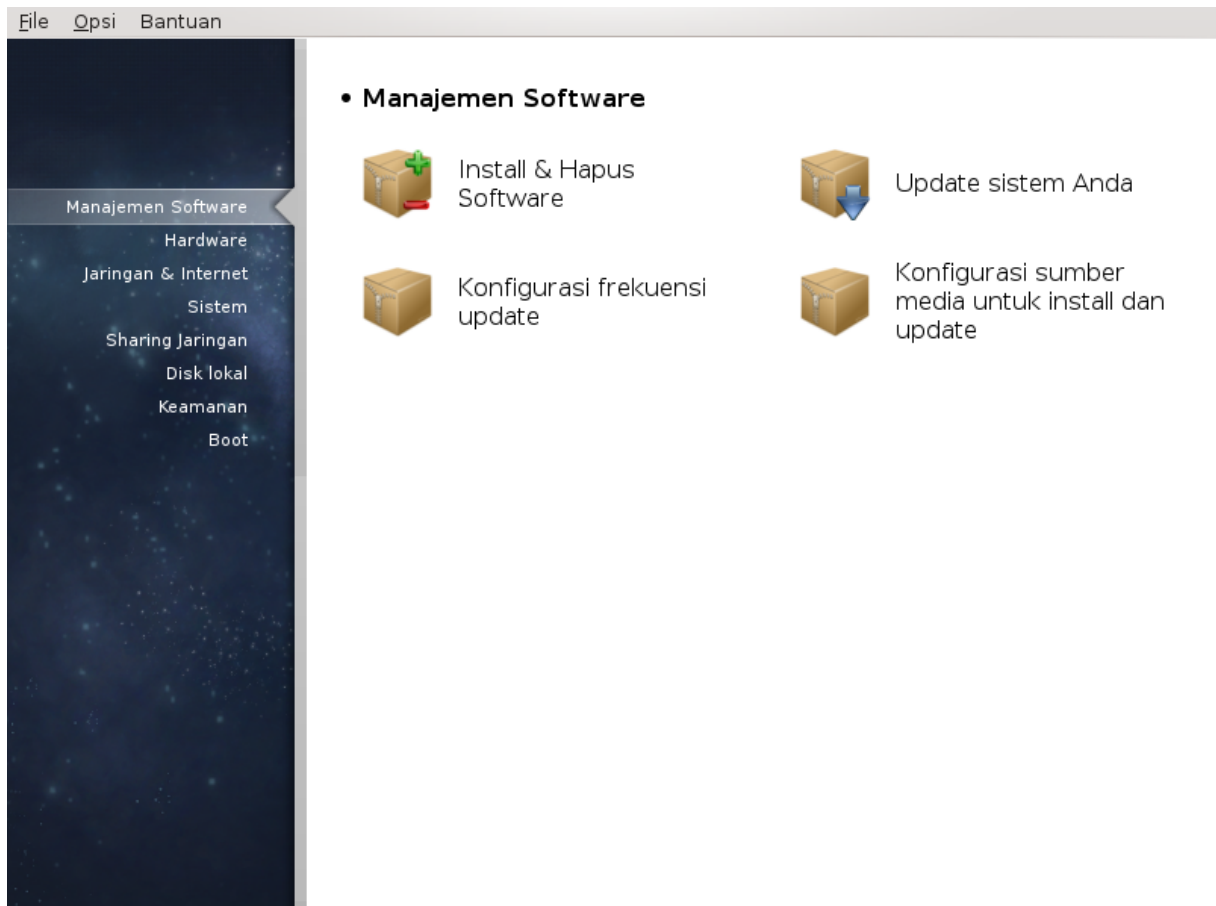 File Opsi Bantuan
Manajemen Software
Hardware
Jaringan & Internet
Sistem
Sharing Jaringan
Disk lokal
Keamanan
Boot
• Manajemen Software
Install & Hapus
Software
Update sistem Anda
Konfigurasi frekuensi
update
Konfigurasi sumber
media untuk install dan
update